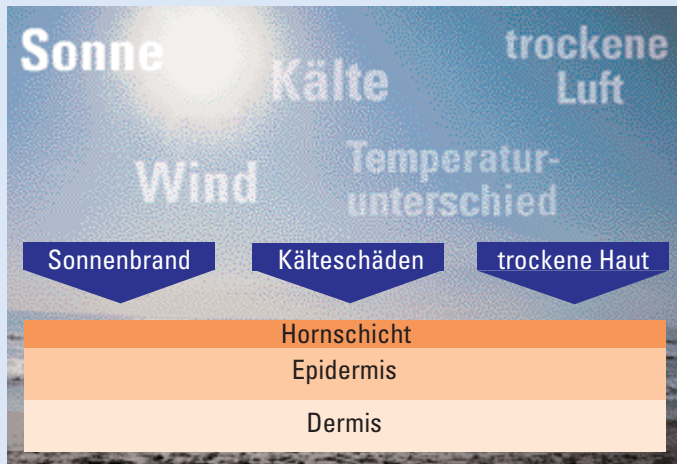 Sonne
Kälte
trockene
Luft
Wind
Temperatur-
unterschied
Sonnenbrand
Kälteschäden
trockene Haut
Hornschicht
Epidermis
Dermis